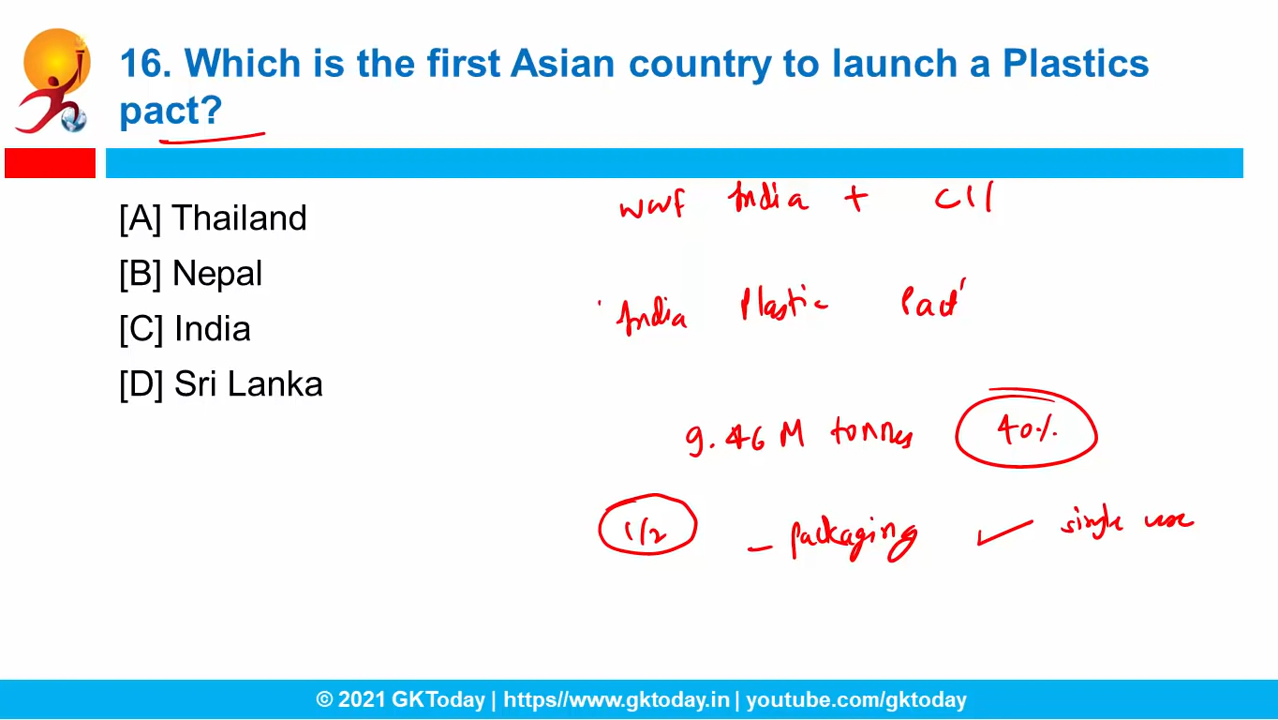 16. Which is the first Asian country to launch a Plastics
pact?
[A] Thailand
[B] Nepal
[C] India
[D] Sri Lanka
WWF India + CII
India Plastic Pact
9.46 M tonnes 40%
1/2 - packaging ✓ single use
© 2021 GKToday | https//www.gktoday.in | youtube.com/gktoday